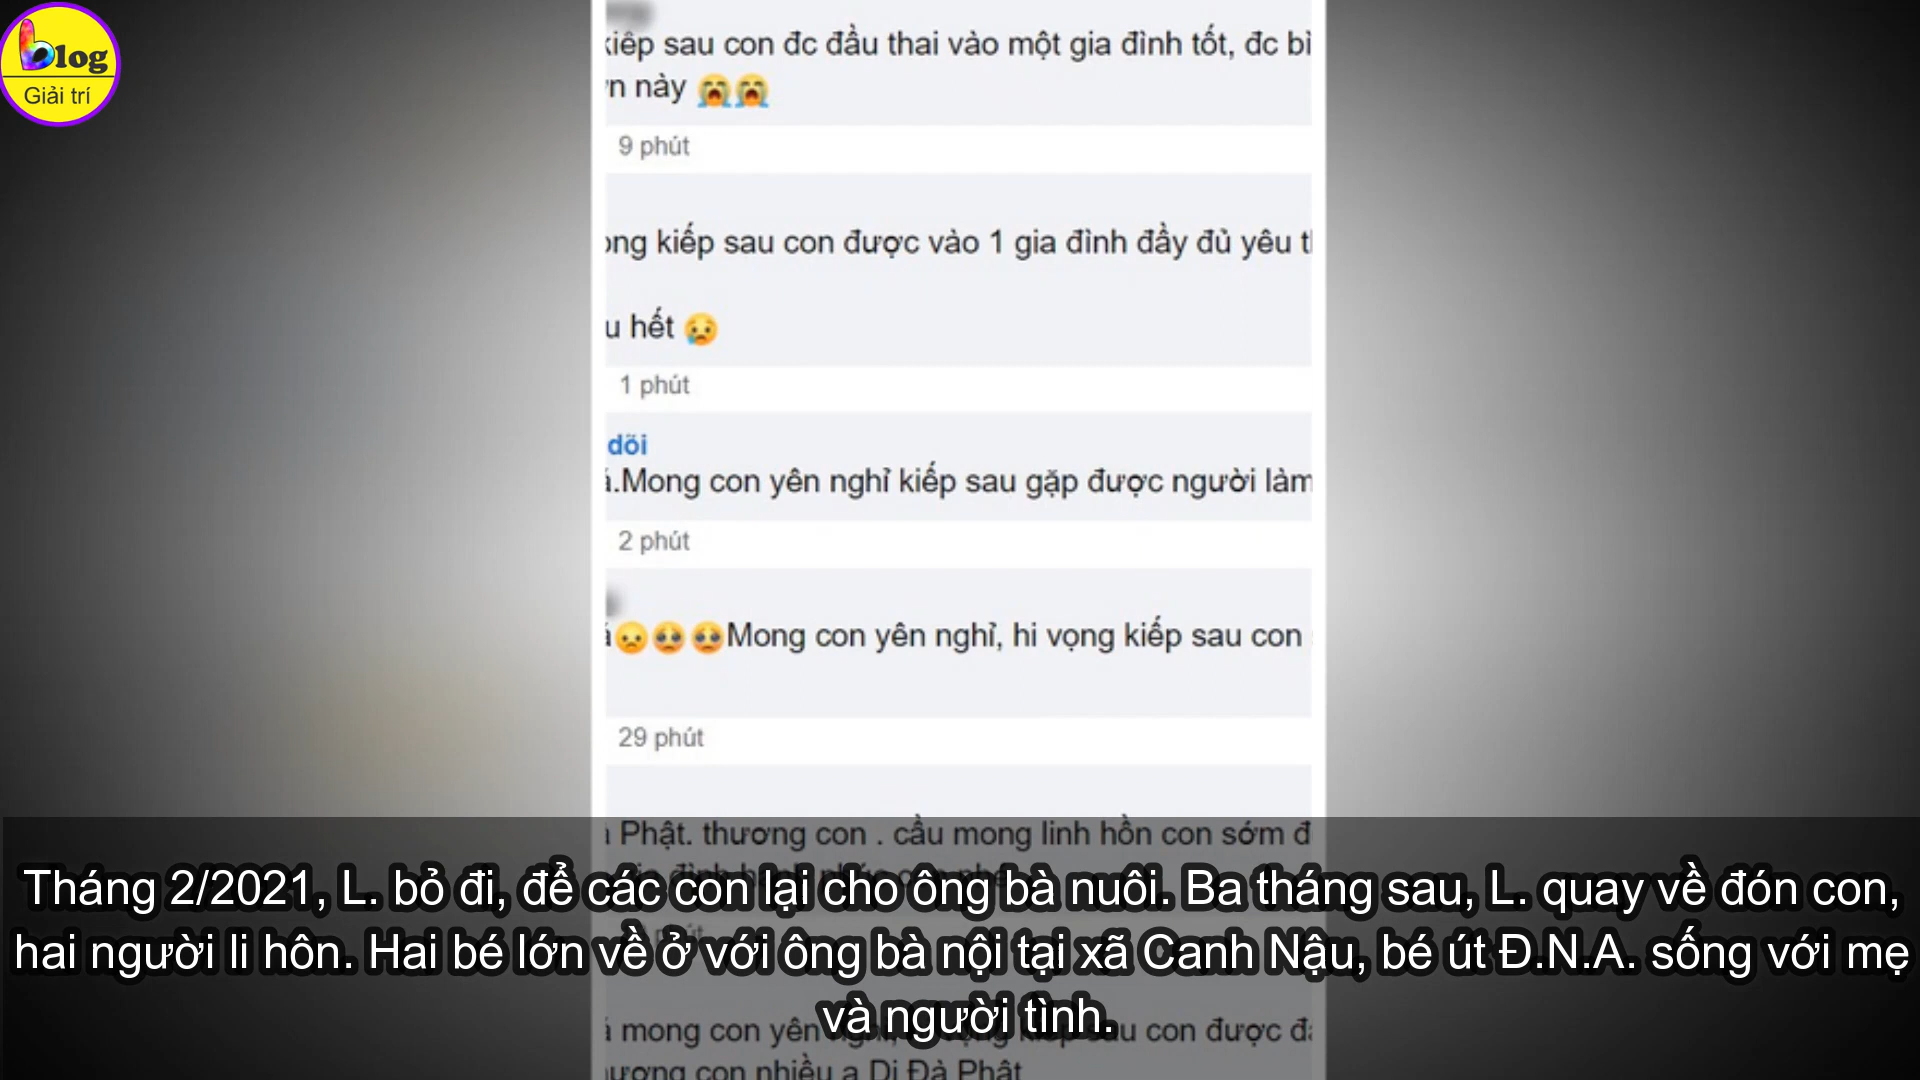 blog
Giải trí
kiếp sau con đc đầu thai vào một gia đình tốt, đc bì
n này 😭😭
9 phút
ong kiếp sau con được vào 1 gia đình đầy đủ yêu t
u hết 😢
1 phút
dõi
.Mong con yên nghỉ kiếp sau gặp được người làm
2 phút
😞🥺🥺Mong con yên nghỉ, hi vọng kiếp sau con
29 phút
Phật. thương con . cầu mong linh hồn con sớm đ
Tháng 2/2021, L. bỏ đi, để các con lại cho ông bà nuôi. Ba tháng sau, L. quay về đón con,
hai người li hôn. Hai bé lớn về ở với ông bà nội tại xã Canh Nậu, bé út Đ.N.A. sống với mẹ
và người tình.
mong con yên kiếp sau con được đ
ương con nhiều a Di Đà Phật